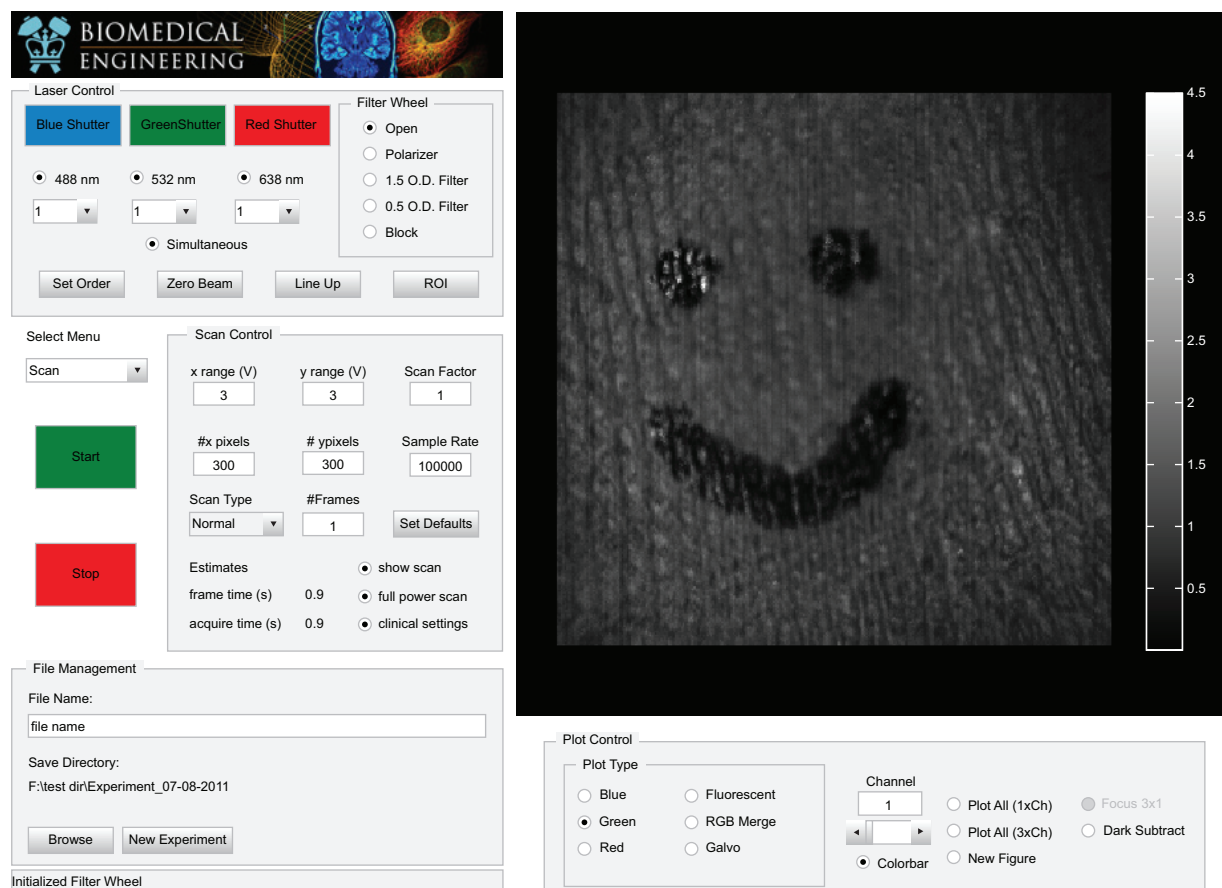 BIOMEDICAL
ENGINEERING
Laser Control
Blue Shutter
GreenShutter
Red Shutter
488 nm
532 nm
638 nm
1
1
1
Simultaneous
Filter Wheel
Open
Polarizer
1.5 O.D. Filter
0.5 O.D. Filter
Block
Set Order
Zero Beam
Line Up
ROI
Select Menu
Scan
Start
Stop
Scan Control
x range (V)
y range (V)
Scan Factor
3
3
1
#x pixels
# ypixels
Sample Rate
300
300
100000
Scan Type
#Frames
Normal
1
Set Defaults
Estimates
show scan
frame time (s)
0.9
full power scan
acquire time (s)
0.9
clinical settings
File Management
File Name:
file name
Save Directory:
F:\test dir\Experiment_07-08-2011
Browse
New Experiment
Initialized Filter Wheel
4.5
4
3.5
3
2.5
2
1.5
1
0.5
Plot Control
Plot Type
Blue
Fluorescent
Green
RGB Merge
Red
Galvo
Channel
1
Colorbar
Plot All (1xCh)
Plot All (3xCh)
New Figure
Focus 3x1
Dark Subtract